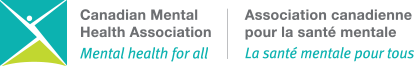 Canadian Mental
Health Association
Mental health for all
Association canadienne
pour la santé mentale
La santé mentale pour tous